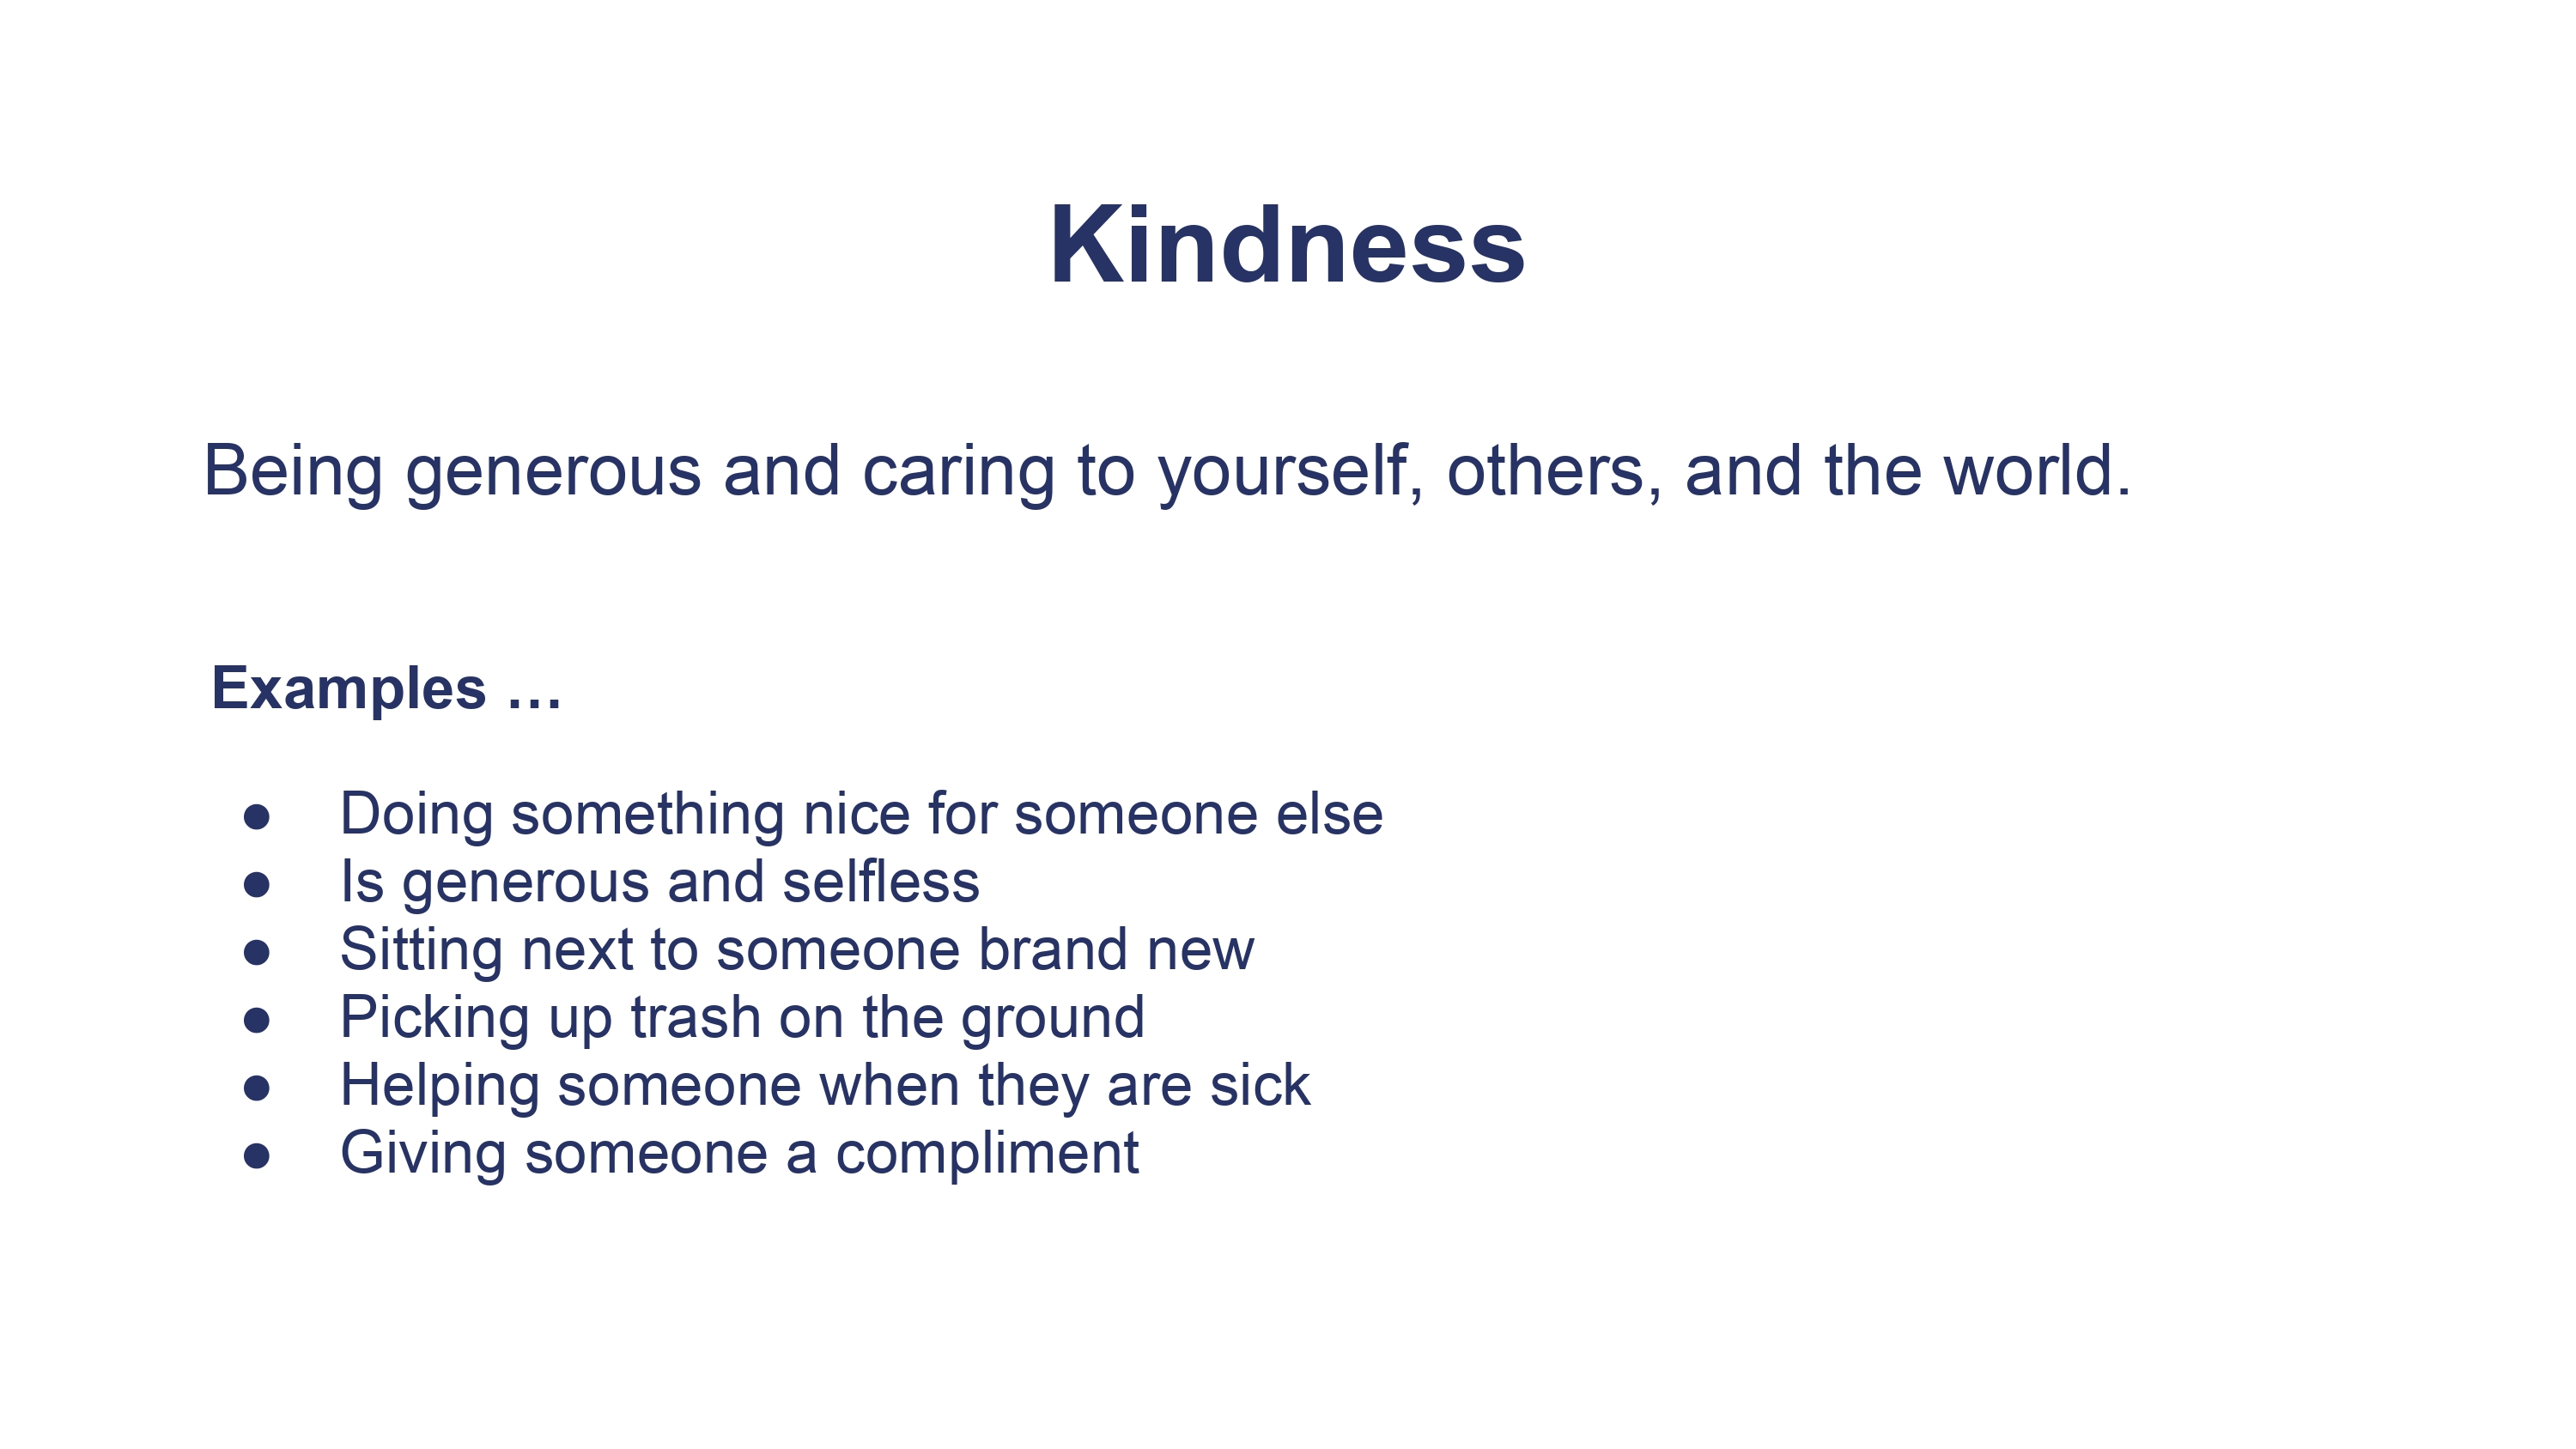 Kindness
Being generous and caring to yourself, others, and the world.
Examples …
● Doing something nice for someone else
● Is generous and selfless
● Sitting next to someone brand new
● Picking up trash on the ground
● Helping someone when they are sick
● Giving someone a compliment